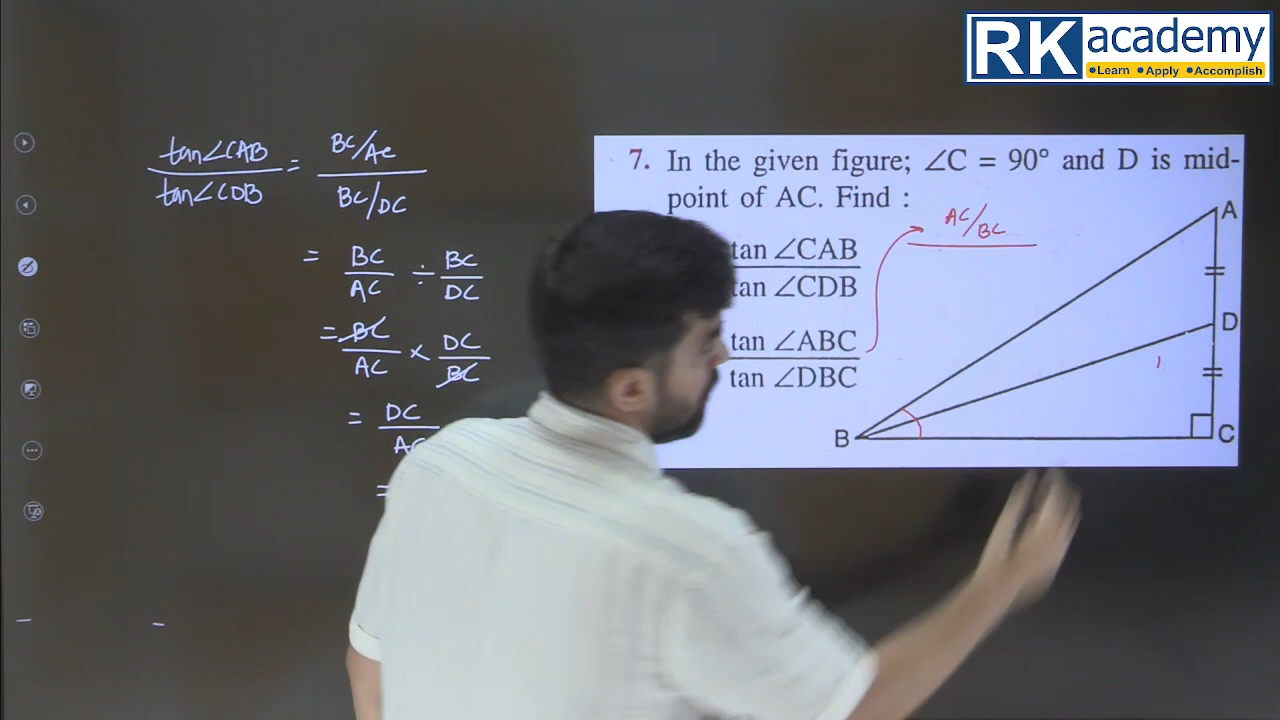 RK academy
•Learn •Apply •Accomplish
tan∠CAB = BC/AC
tan∠CDB BC/DC
= BC ÷ BC
AC DC
= BC × DC
AC BC
= DC
AC
=
7. In the given figure; ∠C = 90° and D is mid-
point of AC. Find :
AC/BC
tan ∠CAB
tan ∠CDB
tan ∠ABC
tan ∠DBC
A
D
B
C